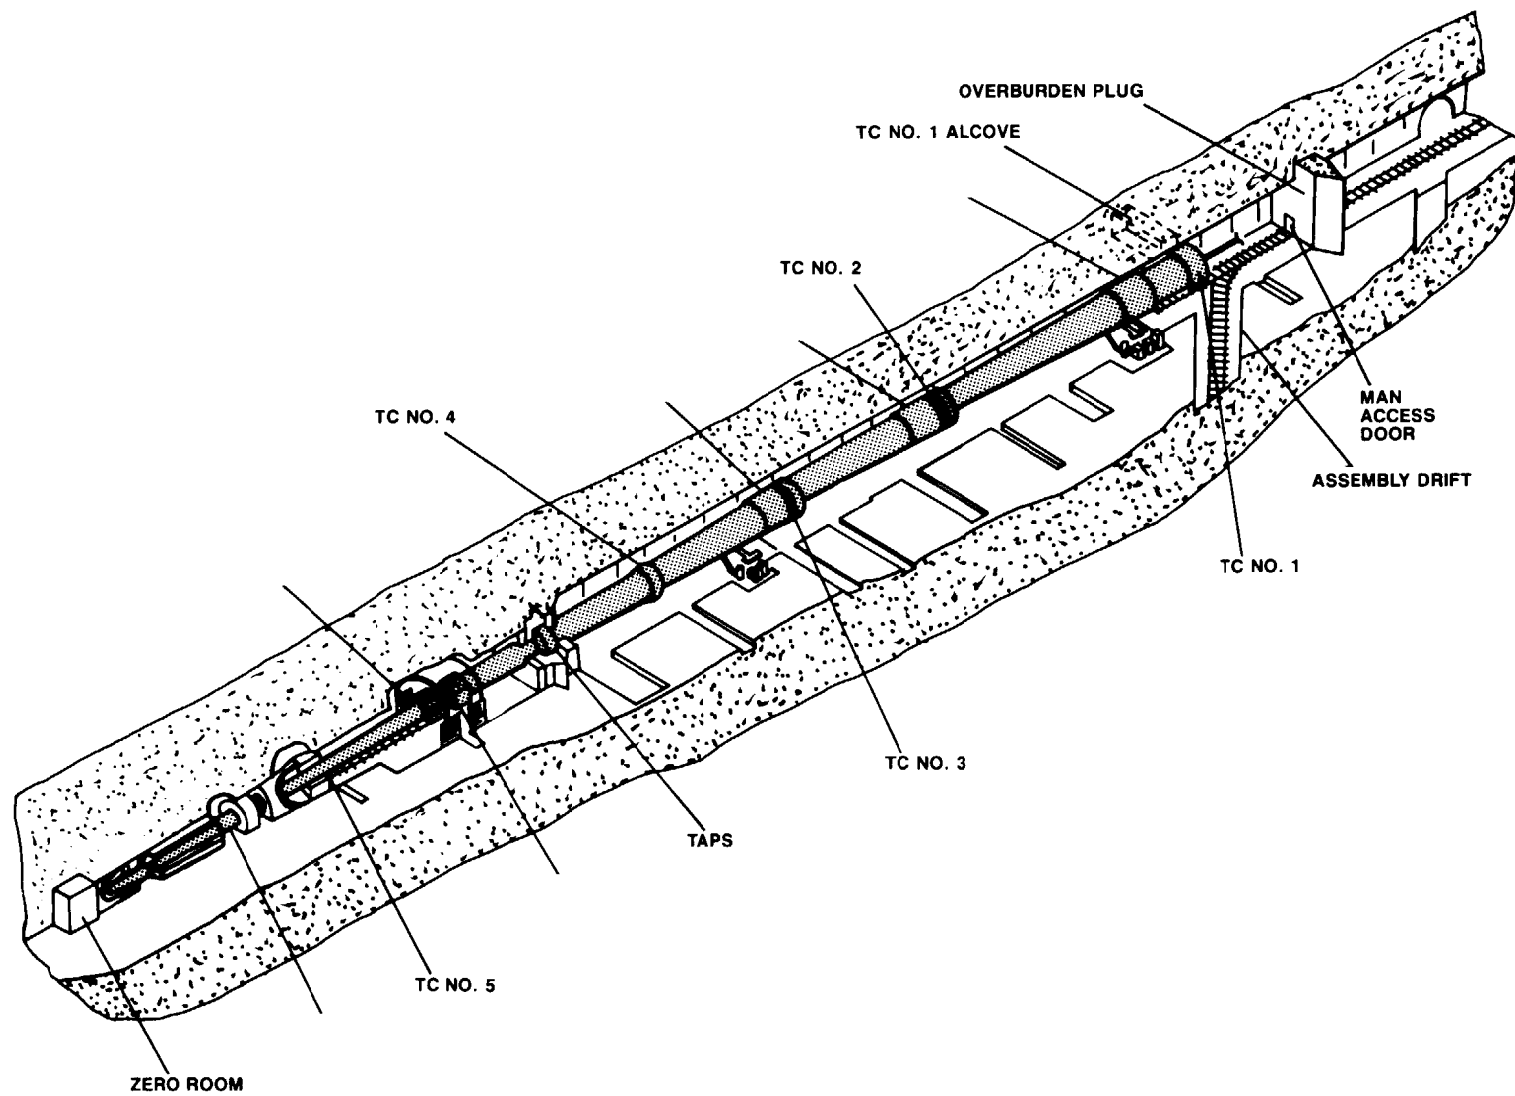 OVERBURDEN PLUG
TC NO. 1 ALCOVE
TC NO. 2
TC NO. 4
MAN
ACCESS
DOOR
ASSEMBLY DRIFT
TC NO. 1
TC NO. 3
TAPS
TC NO. 5
ZERO ROOM